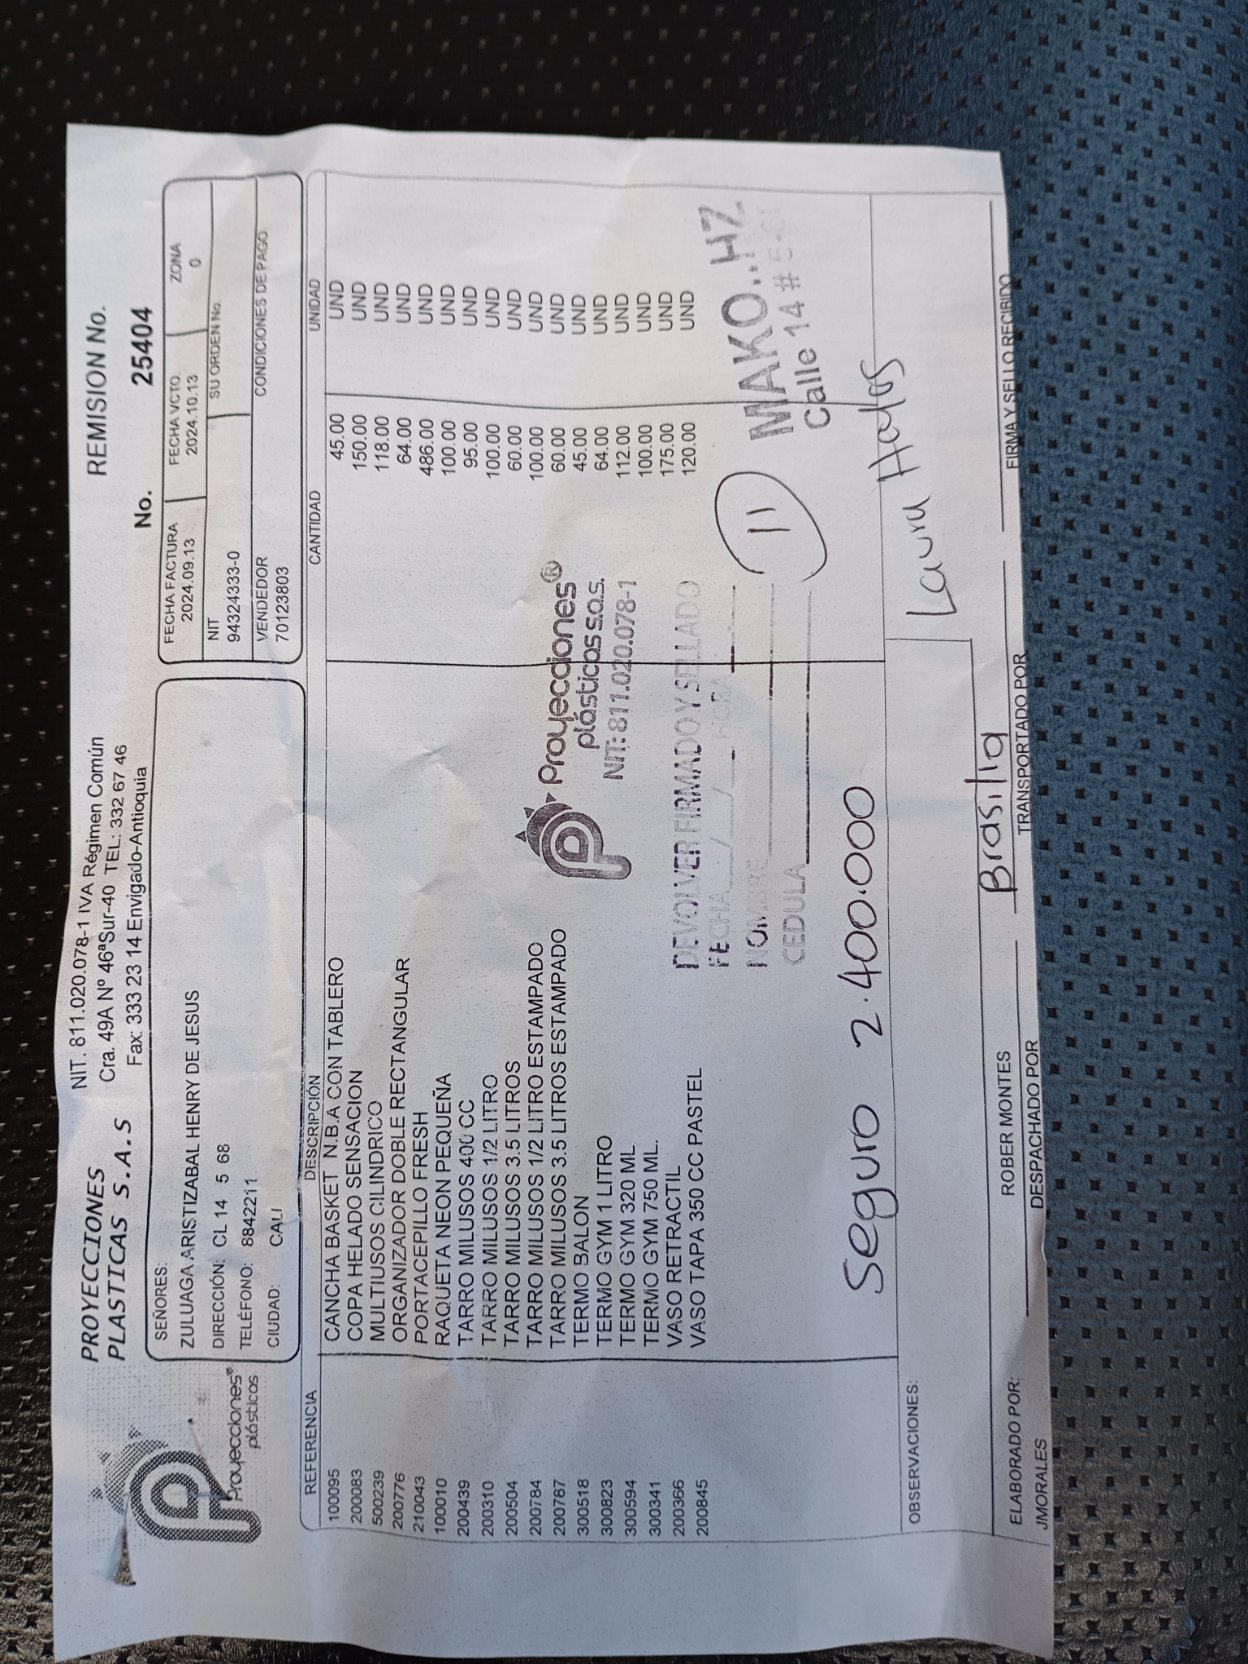 PROYECCIONES
PLASTICAS S.A.S
NIT. 811.020.078-1 IVA Régimen Común
Cra. 49A Nº 46ªSur-40 TEL: 332 67 46
Fax: 333 23 14 Envigado-Antioquia
REMISION No.
No. 25404
Proyecciones®
plásticos
SEÑORES:
ZULUAGA ARISTIZABAL HENRY DE JESUS
DIRECCIÓN: CL 14 5 68
TELÉFONO: 8842211
CIUDAD: CALI
FECHA FACTURA FECHA VCTO. ZONA
2024.09.13 2024.10.13 0
NIT SU ORDEN No.
94324333-0
VENDEDOR CONDICIONES DE PAGO
70123803
REFERENCIA DESCRIPCIÓN CANTIDAD UNIDAD
100095 CANCHA BASKET N.B.A CON TABLERO 45.00 UND
200083 COPA HELADO SENSACION 150.00 UND
500239 MULTIUSOS CILINDRICO 118.00 UND
200776 ORGANIZADOR DOBLE RECTANGULAR 64.00 UND
210043 PORTACEPILLO FRESH 486.00 UND
100010 RAQUETA NEON PEQUEÑA 100.00 UND
200439 TARRO MILUSOS 400 CC 95.00 UND
200310 TARRO MILUSOS 1/2 LITRO 100.00 UND
200504 TARRO MILUSOS 3.5 LITROS 60.00 UND
200784 TARRO MILUSOS 1/2 LITRO ESTAMPADO 100.00 UND
200787 TARRO MILUSOS 3.5 LITROS ESTAMPADO 60.00 UND
300518 TERMO BALON 45.00 UND
300823 TERMO GYM 1 LITRO 64.00 UND
300594 TERMO GYM 320 ML 112.00 UND
300341 TERMO GYM 750 ML. 100.00 UND
200366 VASO RETRACTIL 175.00 UND
200845 VASO TAPA 350 CC PASTEL 120.00 UND
Proyecciones®
plásticas s.a.s.
NIT: 811.020.078-1
DEVOLVER FIRMADO Y SELLADO
FECHA / / HORA
NOMBRE
CEDULA
11
MAKO.. HZ
Calle 14 #
Seguro 2.400.000
OBSERVACIONES:
Laura
ELABORADO POR:
JMORALES
ROBER MONTES
DESPACHADO POR
Brasilia
TRANSPORTADO POR
FIRMA Y SELLO RECIBIDO